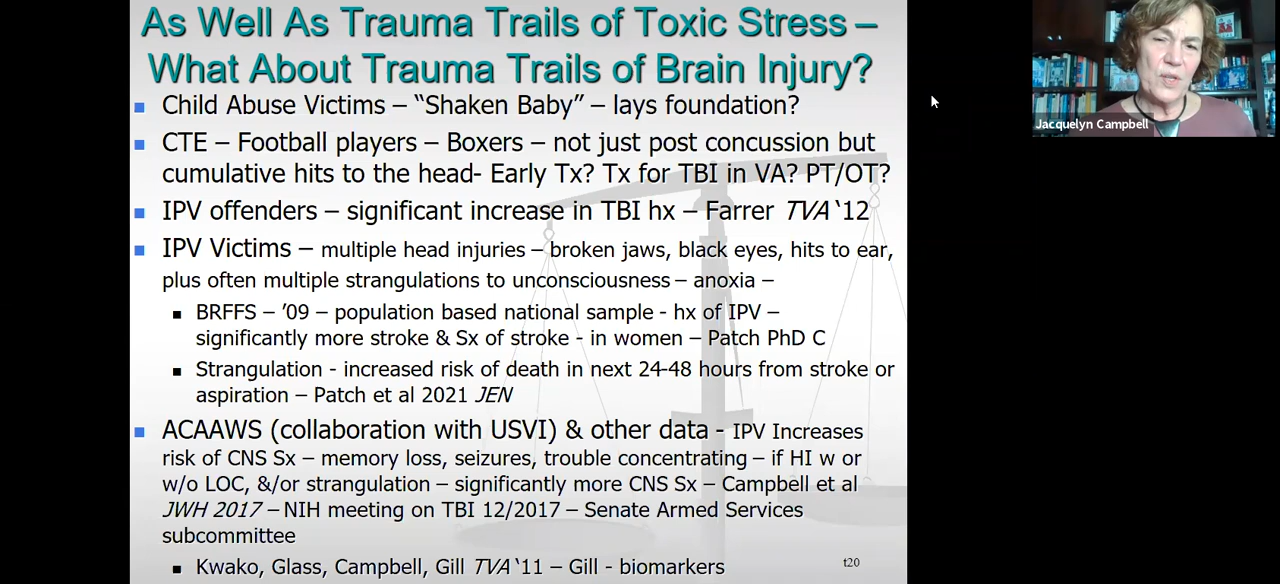 As Well As Trauma Trails of Toxic Stress –
What About Trauma Trails of Brain Injury?
Child Abuse Victims – “Shaken Baby” – lays foundation?
CTE – Football players – Boxers – not just post concussion but
cumulative hits to the head- Early Tx? Tx for TBI in VA? PT/OT?
IPV offenders – significant increase in TBI hx – Farrer TVA ‘12
IPV Victims – multiple head injuries – broken jaws, black eyes, hits to ear,
plus often multiple strangulations to unconsciousness – anoxia –
BRFFS – ’09 – population based national sample - hx of IPV –
significantly more stroke & Sx of stroke - in women – Patch PhD C
Strangulation - increased risk of death in next 24-48 hours from stroke or
aspiration – Patch et al 2021 JEN
ACAAWS (collaboration with USVI) & other data - IPV Increases
risk of CNS Sx – memory loss, seizures, trouble concentrating – if HI w or
w/o LOC, &/or strangulation – significantly more CNS Sx – Campbell et al
JWH 2017 – NIH meeting on TBI 12/2017 – Senate Armed Services
subcommittee
Kwako, Glass, Campbell, Gill TVA ‘11 – Gill - biomarkers
t20
Jacquelyn Campbell